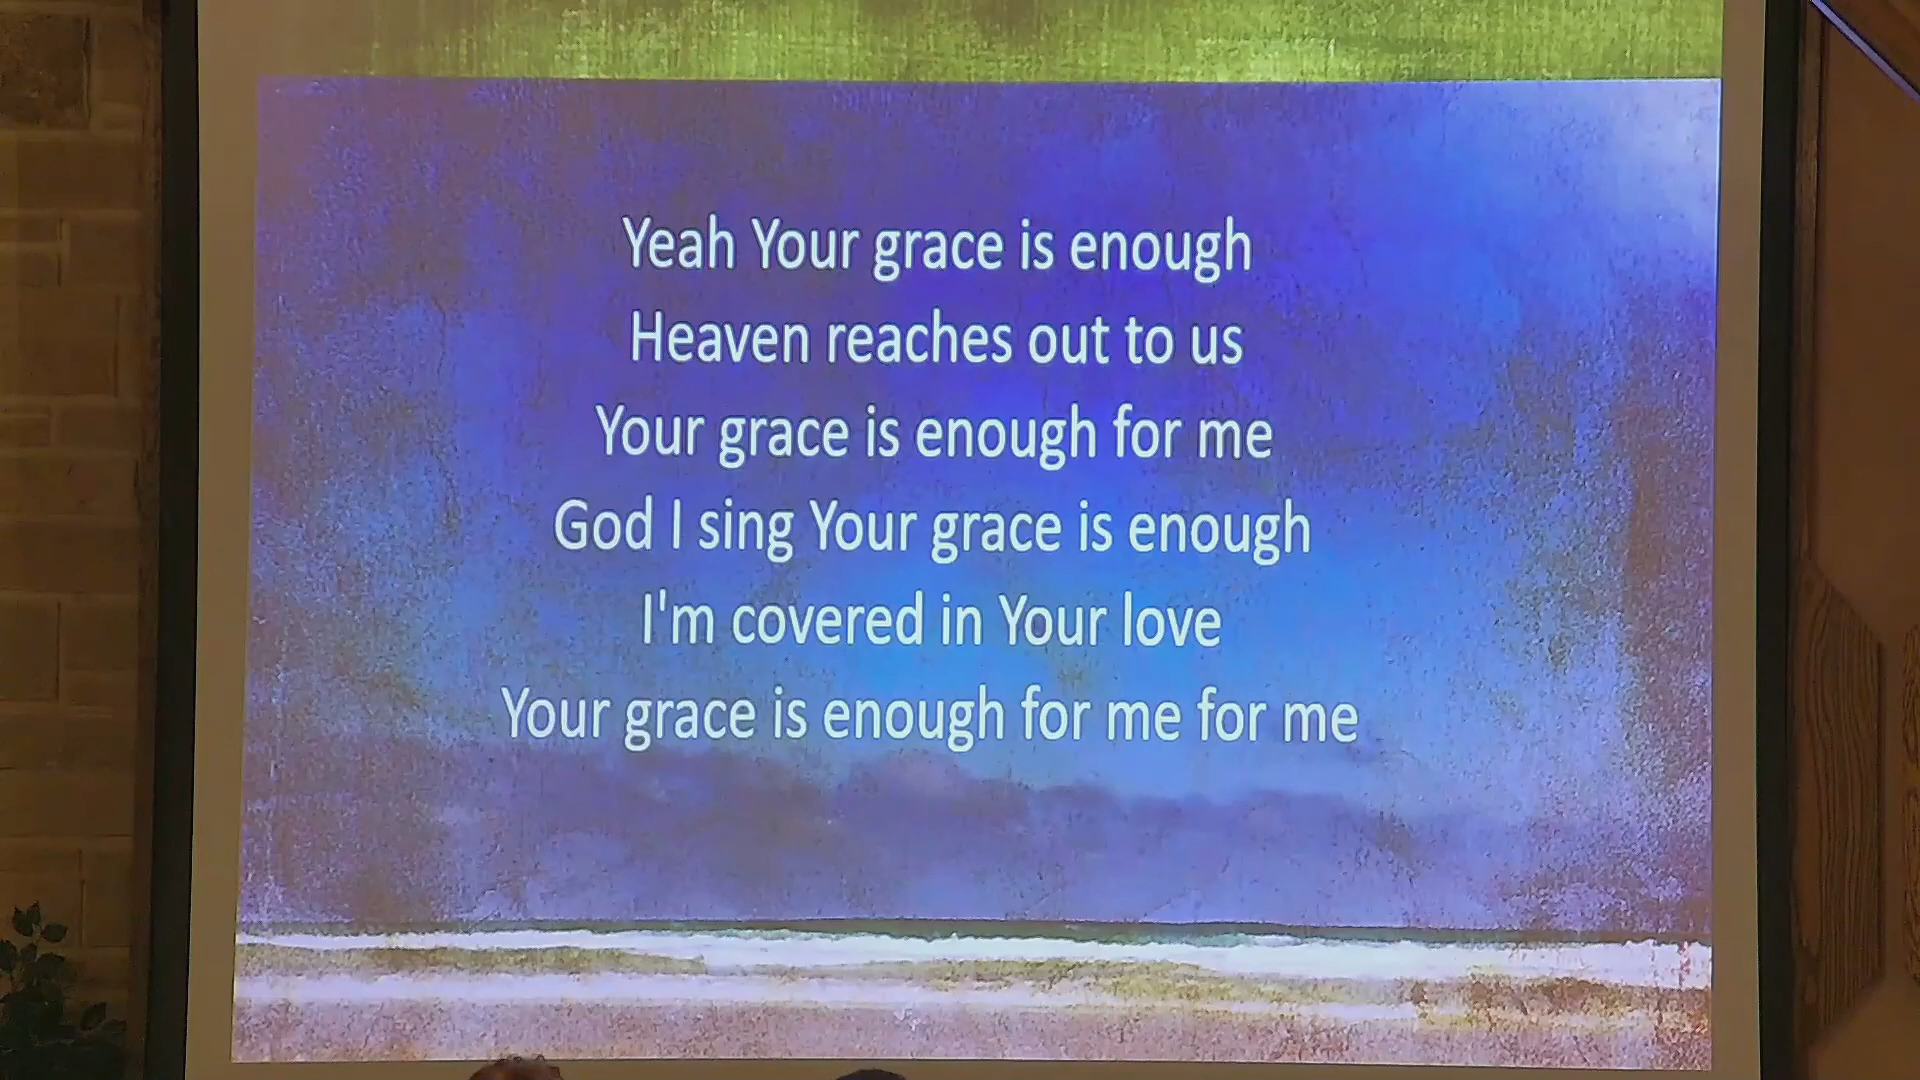 Yeah Your grace is enough
Heaven reaches out to us
Your grace is enough for me
God I sing Your grace is enough
I'm covered in Your love
Your grace is enough for me for me